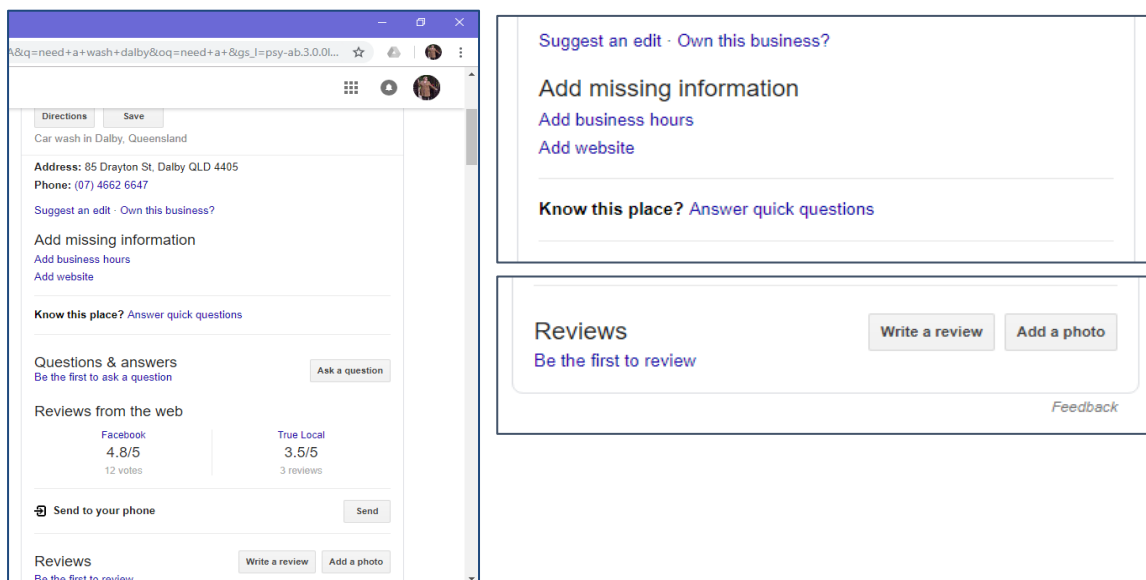 A&q=need+a+wash+dalby&oq=need+a+&gs_l=psy-ab.3.0.0l...
Directions Save
Car wash in Dalby, Queensland
Address: 85 Drayton St, Dalby QLD 4405
Phone: (07) 4662 6647
Suggest an edit · Own this business?
Add missing information
Add business hours
Add website
Know this place? Answer quick questions
Questions & answers
Be the first to ask a question
Ask a question
Reviews from the web
Facebook True Local
4.8/5 3.5/5
12 votes 3 reviews
Send to your phone Send
Reviews Write a review Add a photo
Be the first to review
Suggest an edit · Own this business?
Add missing information
Add business hours
Add website
Know this place? Answer quick questions
Reviews Write a review Add a photo
Be the first to review
Feedback